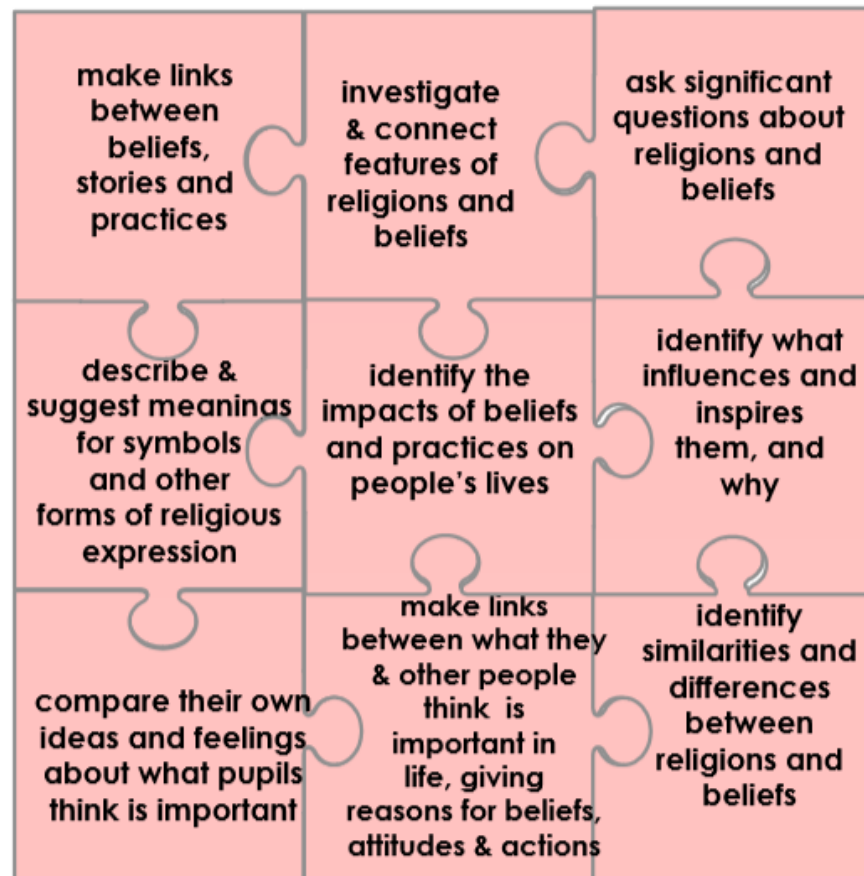 make links
between
beliefs,
stories and
practices
investigate
& connect
features of
religions and
beliefs
ask significant
questions about
religions and
beliefs
describe &
suggest meaninas
for symbols
and other
forms of religious
expression
identify the
impacts of beliefs
and practices on
people's lives
identify what
influences and
inspires
them, and
why
compare their own
ideas and feelings
about what pupils
think is important
make links
between what they
& other people
think is
important in
life, giving
reasons for beliefs,
attitudes & actions
identify
similarities and
differences
between
religions and
beliefs